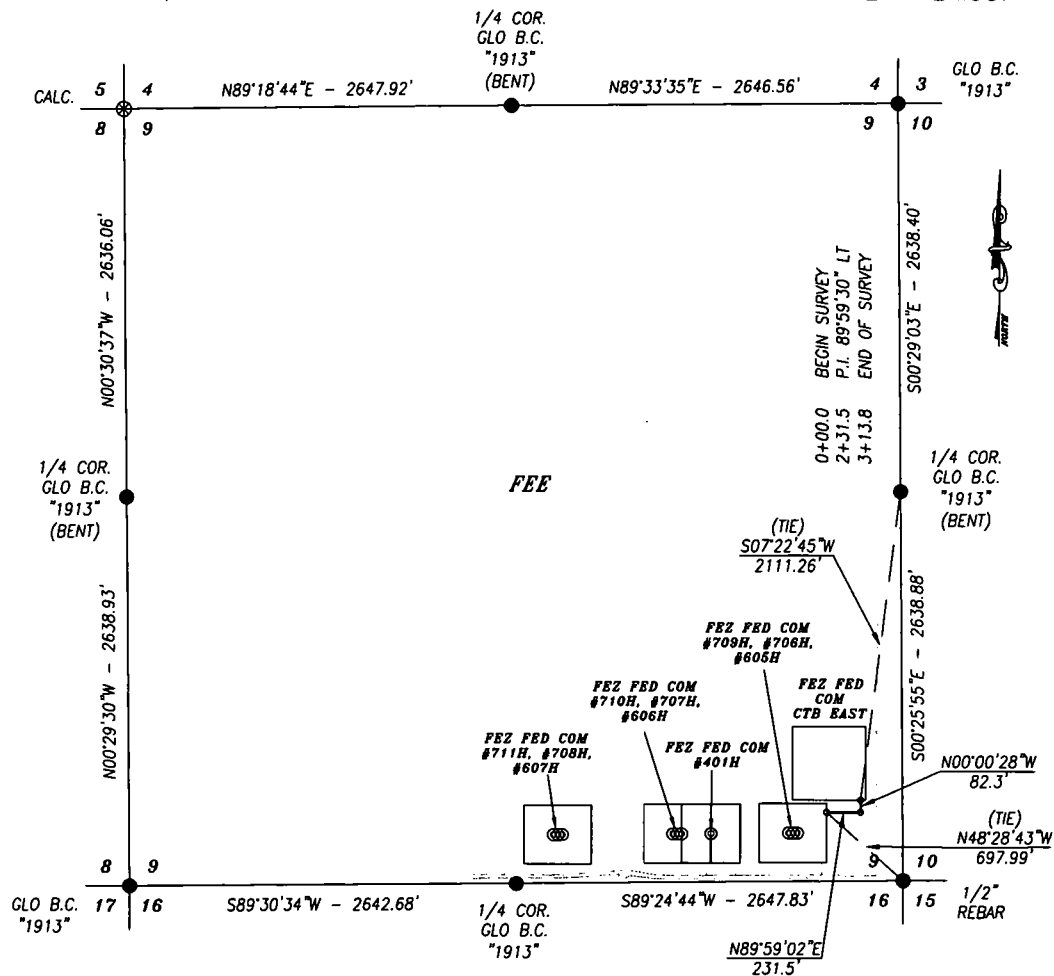 1/4 COR.
GLO B.C.
"1913"
(BENT)
CALC.
5 4
N89°18'44"E - 2647.92'
N89°33'35"E - 2646.56'
4 3
GLO B.C.
"1913"
8 9
9 10
N00°30'37"W - 2636.06'
S00°29'03"E - 2638.40'
NORTH
0+00.0 BEGIN SURVEY
2+31.5 P.I. 89°59'30" LT
3+13.8 END OF SURVEY
1/4 COR.
GLO B.C.
"1913"
(BENT)
FEE
1/4 COR.
GLO B.C.
"1913"
(BENT)
(TIE)
S07°22'45"W
2111.26'
N00°29'30"W - 2638.93'
S00°25'55"E - 2638.88'
FEZ FED COM
#709H, #706H,
#605H
FEZ FED
COM
CTB EAST
FEZ FED COM
#710H, #707H,
#606H
FEZ FED COM
#711H, #708H,
#607H
FEZ FED COM
#401H
N00°00'28"W
82.3'
(TIE)
N48°28'43"W
697.99'
8 9
9 10
GLO B.C.
"1913"
17 16
S89°30'34"W - 2642.68'
1/4 COR.
GLO B.C.
"1913"
S89°24'44"W - 2647.83'
16 15
1/2"
REBAR
N89°59'02"E
231.5'